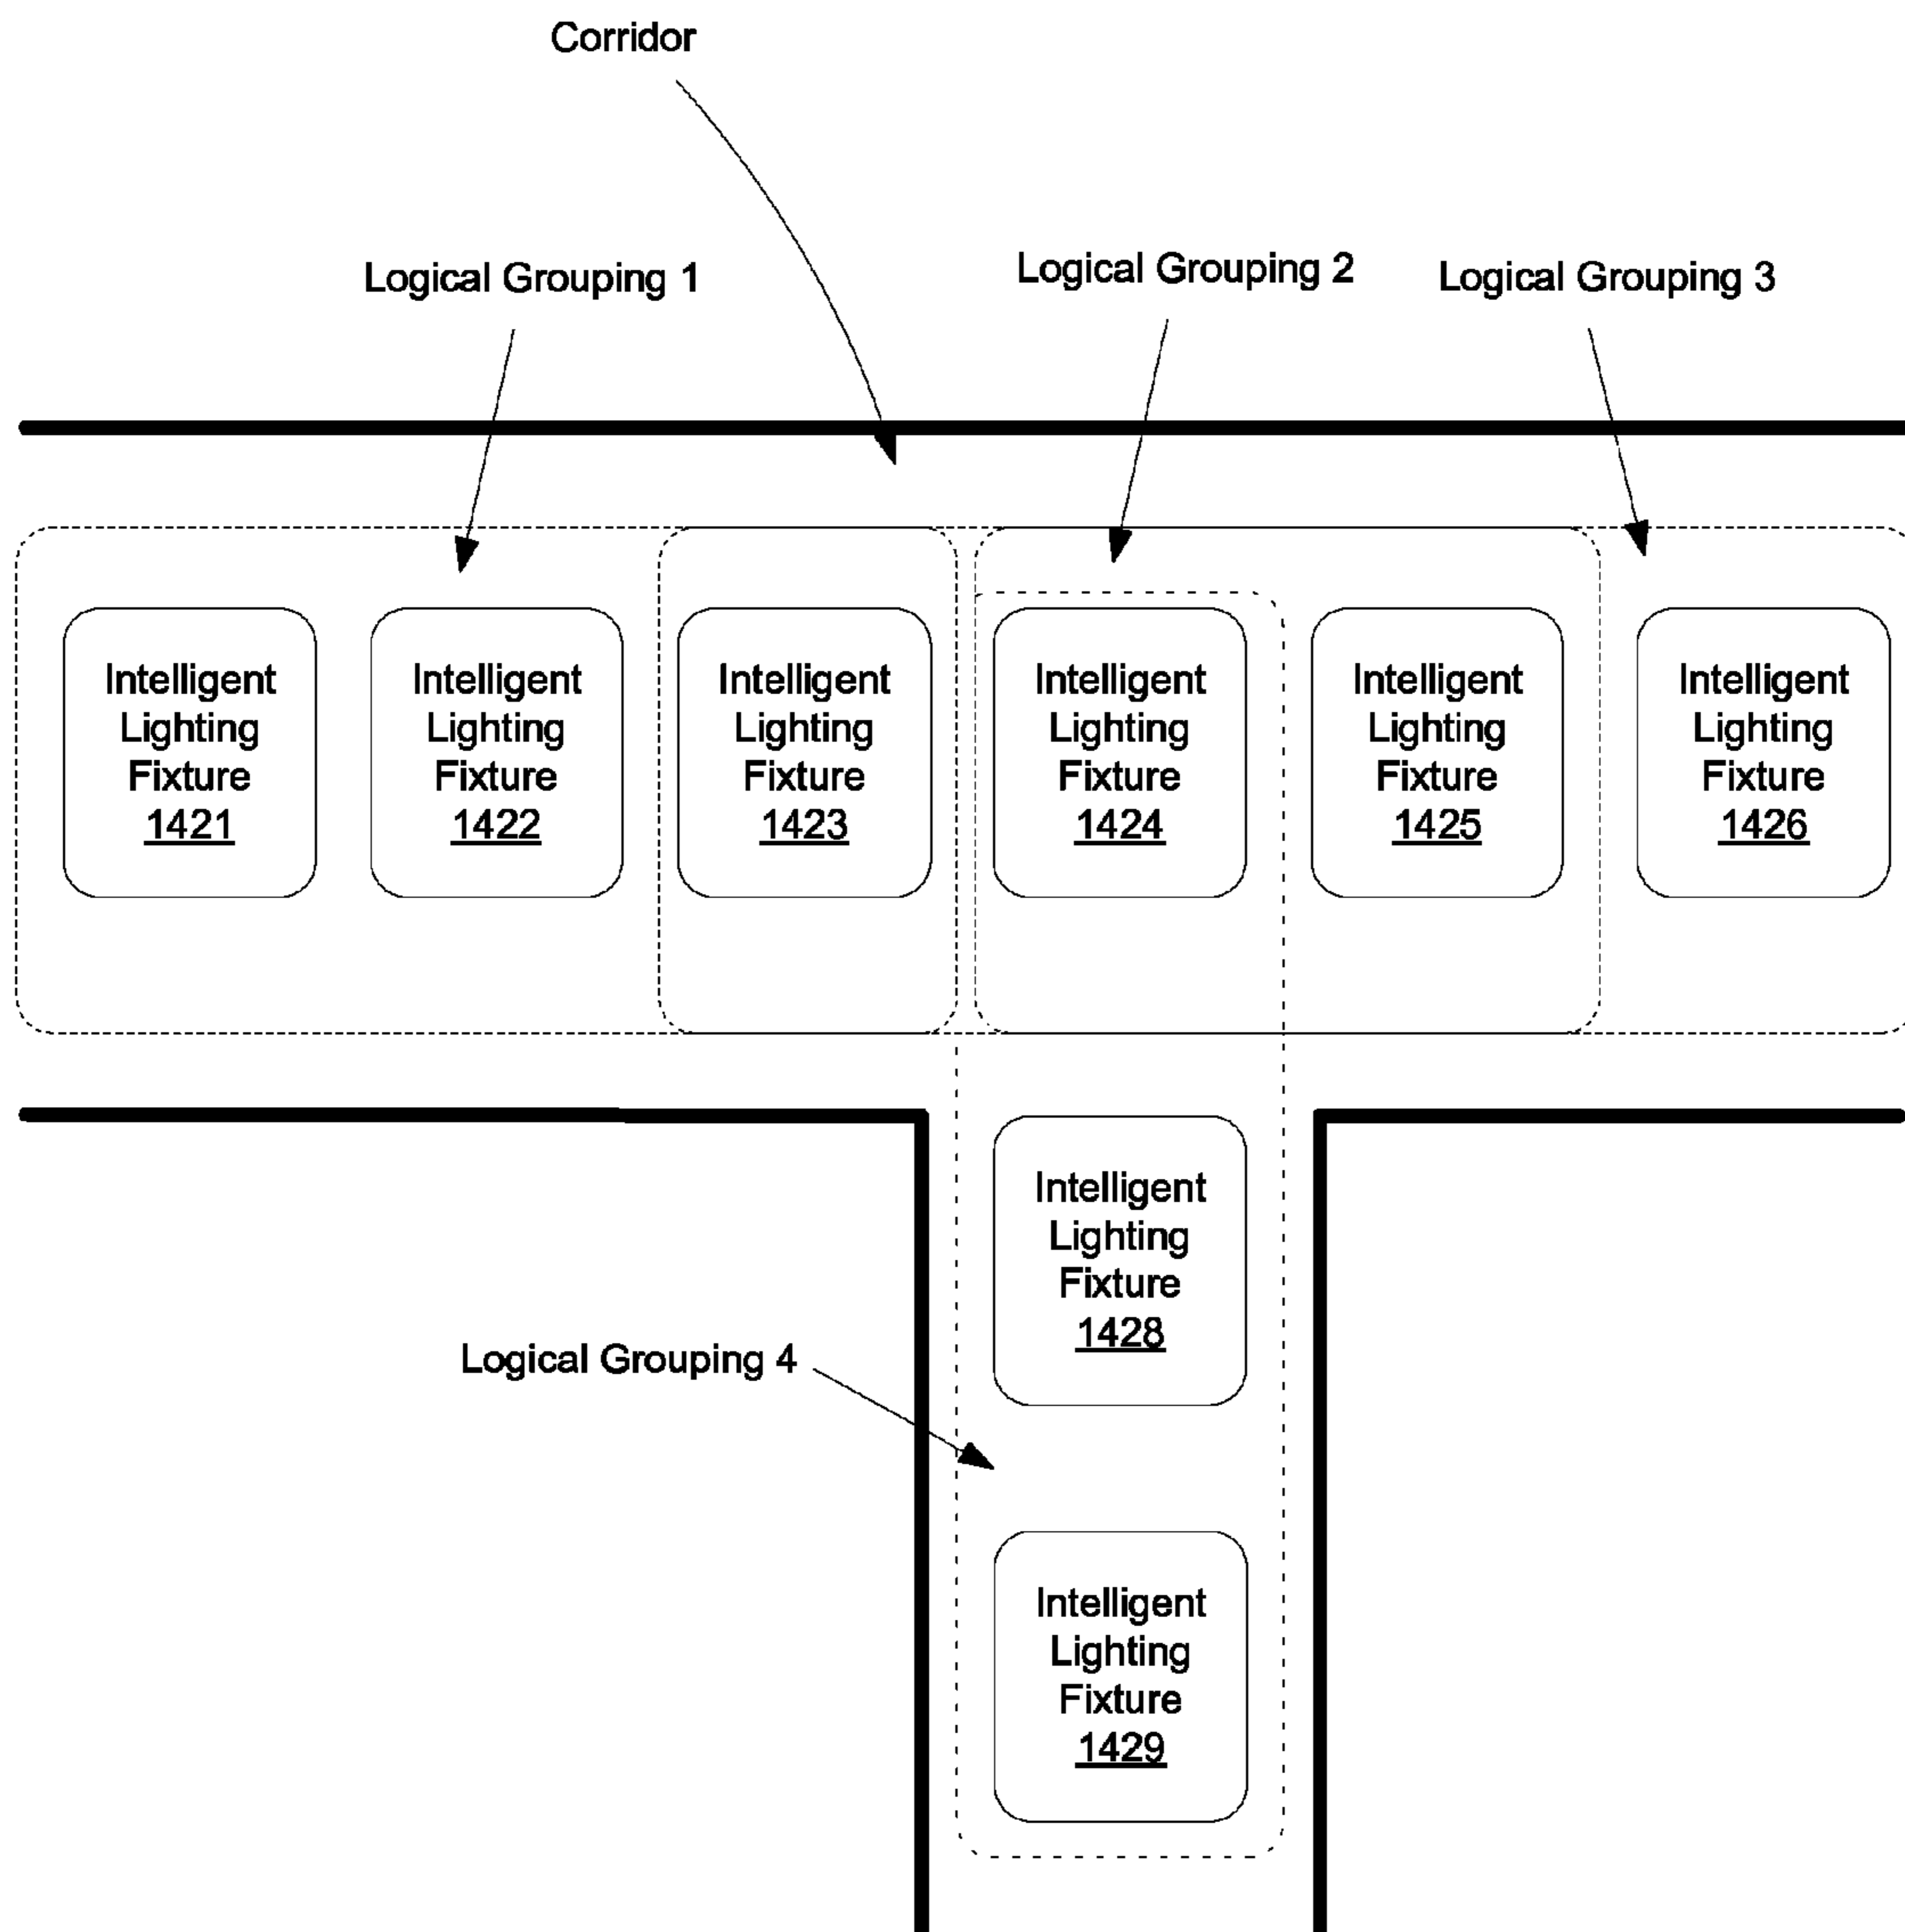 Corridor
Logical Grouping 1
Logical Grouping 2
Logical Grouping 3
Intelligent
Lighting
Fixture
1421
Intelligent
Lighting
Fixture
1422
Intelligent
Lighting
Fixture
1423
Intelligent
Lighting
Fixture
1424
Intelligent
Lighting
Fixture
1425
Intelligent
Lighting
Fixture
1426
Intelligent
Lighting
Fixture
1428
Logical Grouping 4
Intelligent
Lighting
Fixture
1429